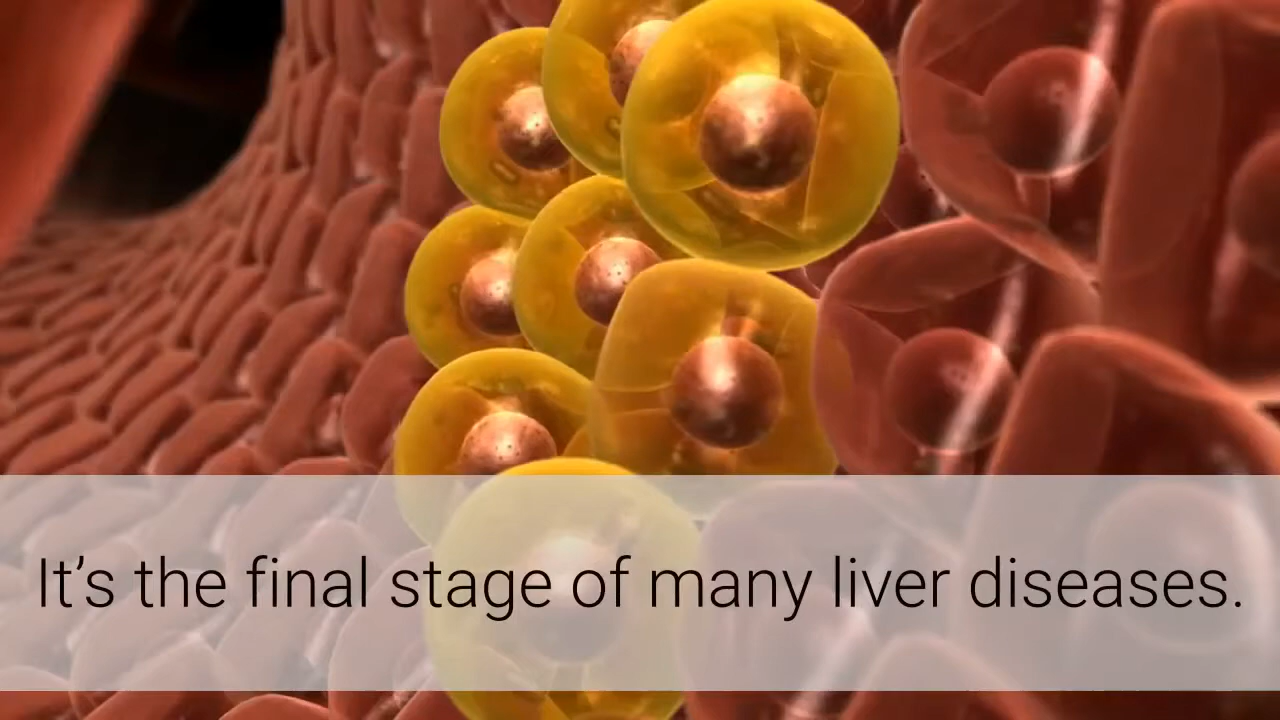 It’s the final stage of many liver diseases.